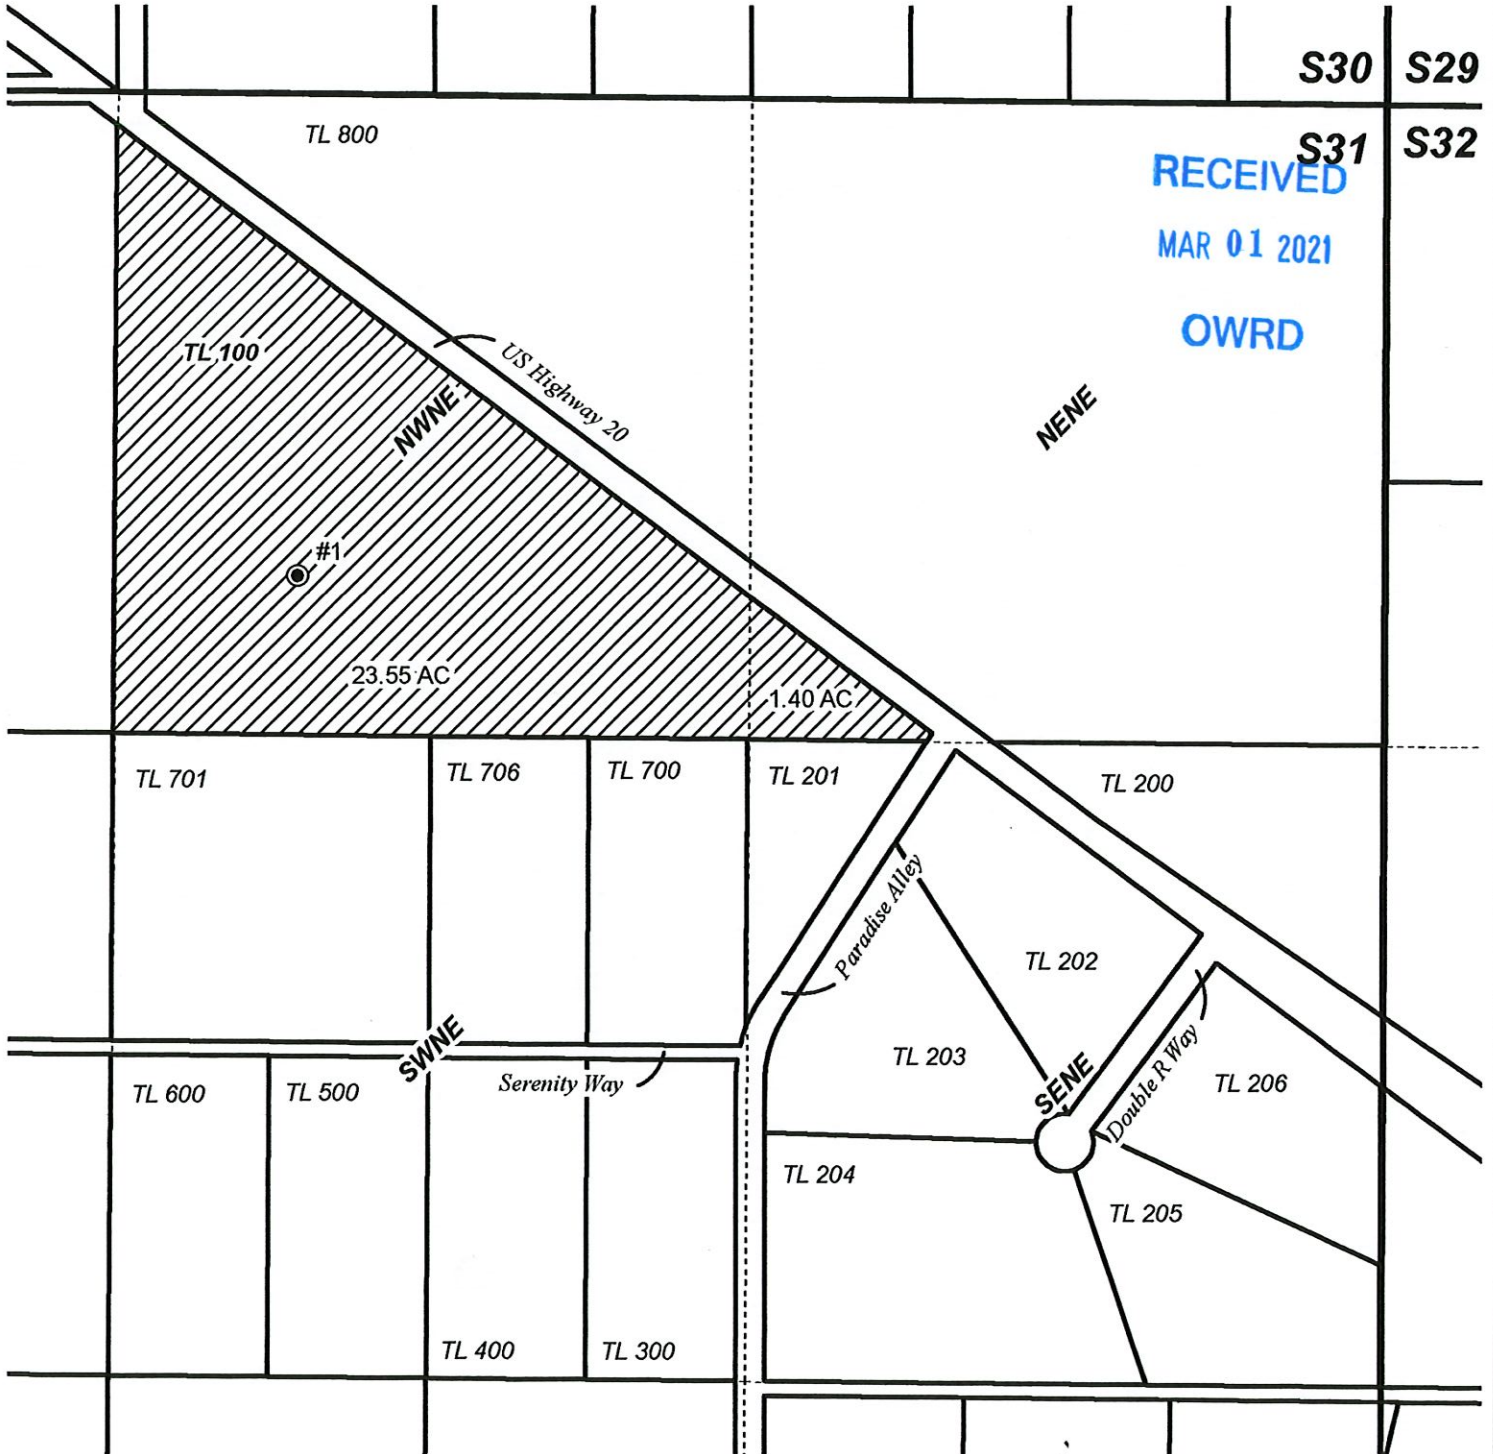 S30 S29
S31 S32
TL 800
RECEIVED
MAR 01 2021
OWRD
TL 100
US Highway 20
NWNE
NENE
#1
23.55 AC
1.40 AC
TL 701
TL 706
TL 700
TL 201
TL 200
Paradise Alley
TL 202
SWNE
TL 203
SENE
Double R Way
TL 206
Serenity Way
TL 600
TL 500
TL 204
TL 205
TL 400
TL 300